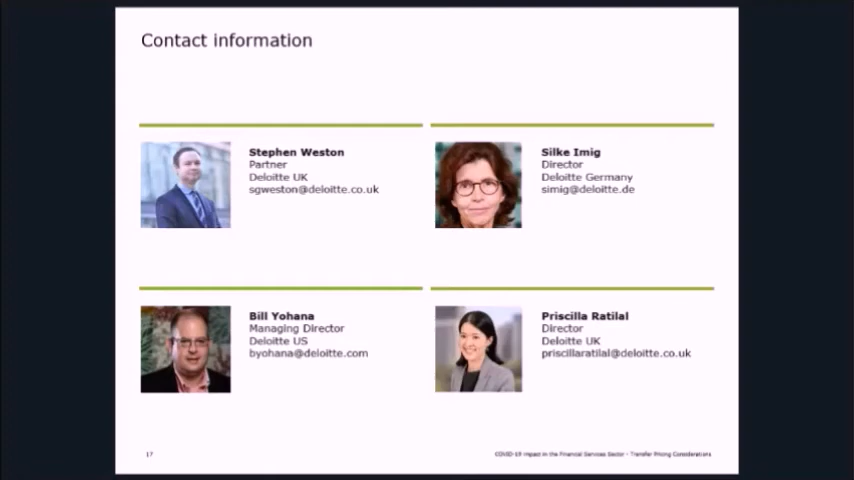 Contact information
Stephen Weston
Partner
Deloitte UK
sgweston@deloitte.co.uk
Silke Imig
Director
Deloitte Germany
simig@deloitte.de
Bill Yohana
Managing Director
Deloitte US
byohana@deloitte.com
Priscilla Ratilal
Director
Deloitte UK
priscillaratilal@deloitte.co.uk
17
COVID-19 Impact in the Financial Services Sector - Transfer Pricing Considerations